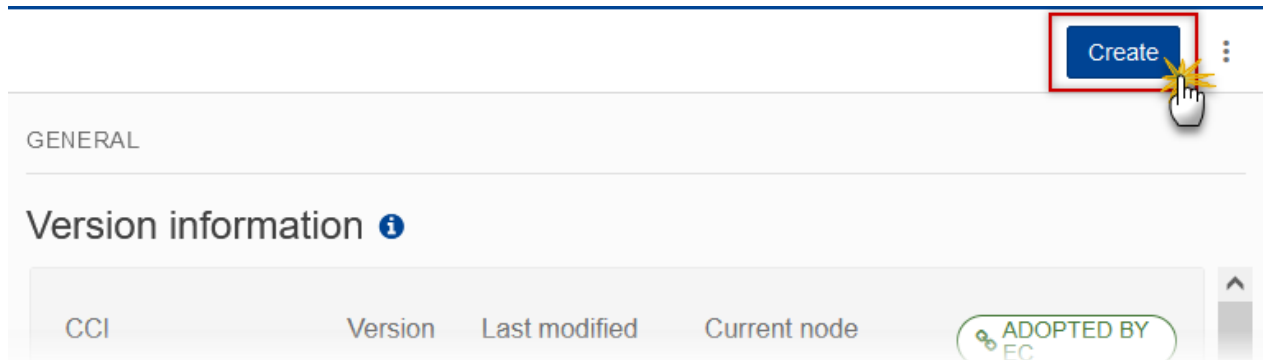 Create
GENERAL
Version information
CCI Version Last modified Current node ADOPTED BY
EC